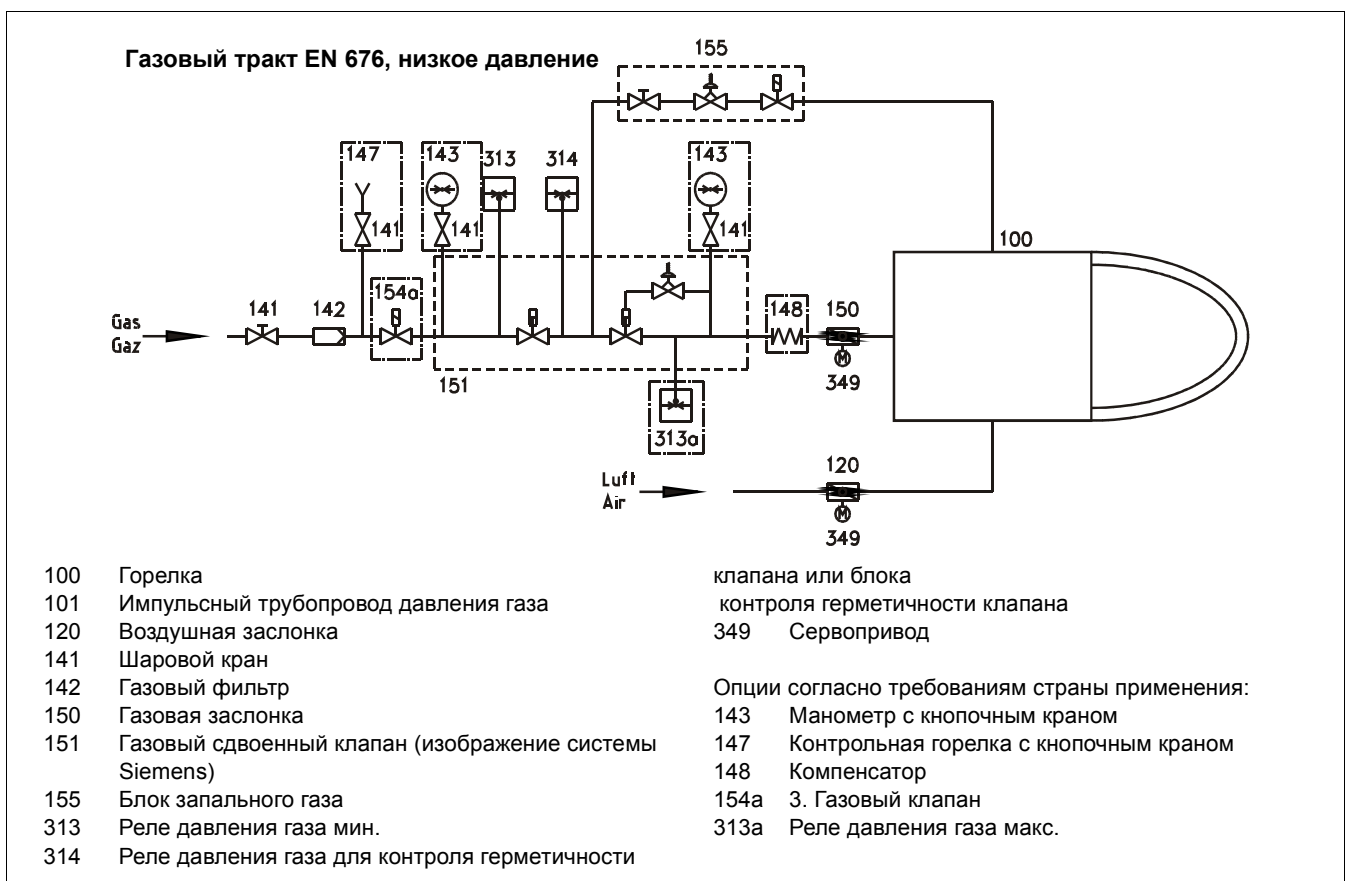 Газовый тракт EN 676, низкое давление
155
147
143
313
314
143
141
141
141
100
141
142
154a
148
150
Gas
Gaz
349
151
313a
120
Luft
Air
349
100 Горелка
101 Импульсный трубопровод давления газа
120 Воздушная заслонка
141 Шаровой кран
142 Газовый фильтр
150 Газовая заслонка
151 Газовый сдвоенный клапан (изображение системы
Siemens)
155 Блок запального газа
313 Реле давления газа мин.
314 Реле давления газа для контроля герметичности
клапана или блока
контроля герметичности клапана
349 Сервопривод
Опции согласно требованиям страны применения:
143 Манометр с кнопочным краном
147 Контрольная горелка с кнопочным краном
148 Компенсатор
154a 3. Газовый клапан
313a Реле давления газа макс.
M
M